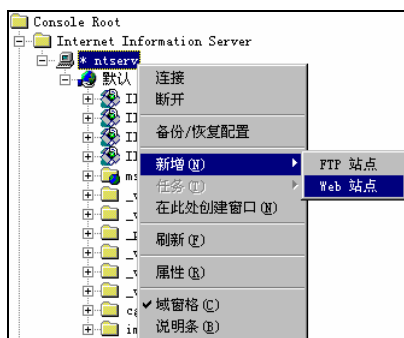 Console Root
Internet Information Server
* ntserv
默认
连接
断开
备份/恢复配置
新增(N)
FTP 站点
Web 站点
任务(T)
在此处创建窗口(N)
刷新(F)
属性(R)
域窗格(C)
说明条(B)